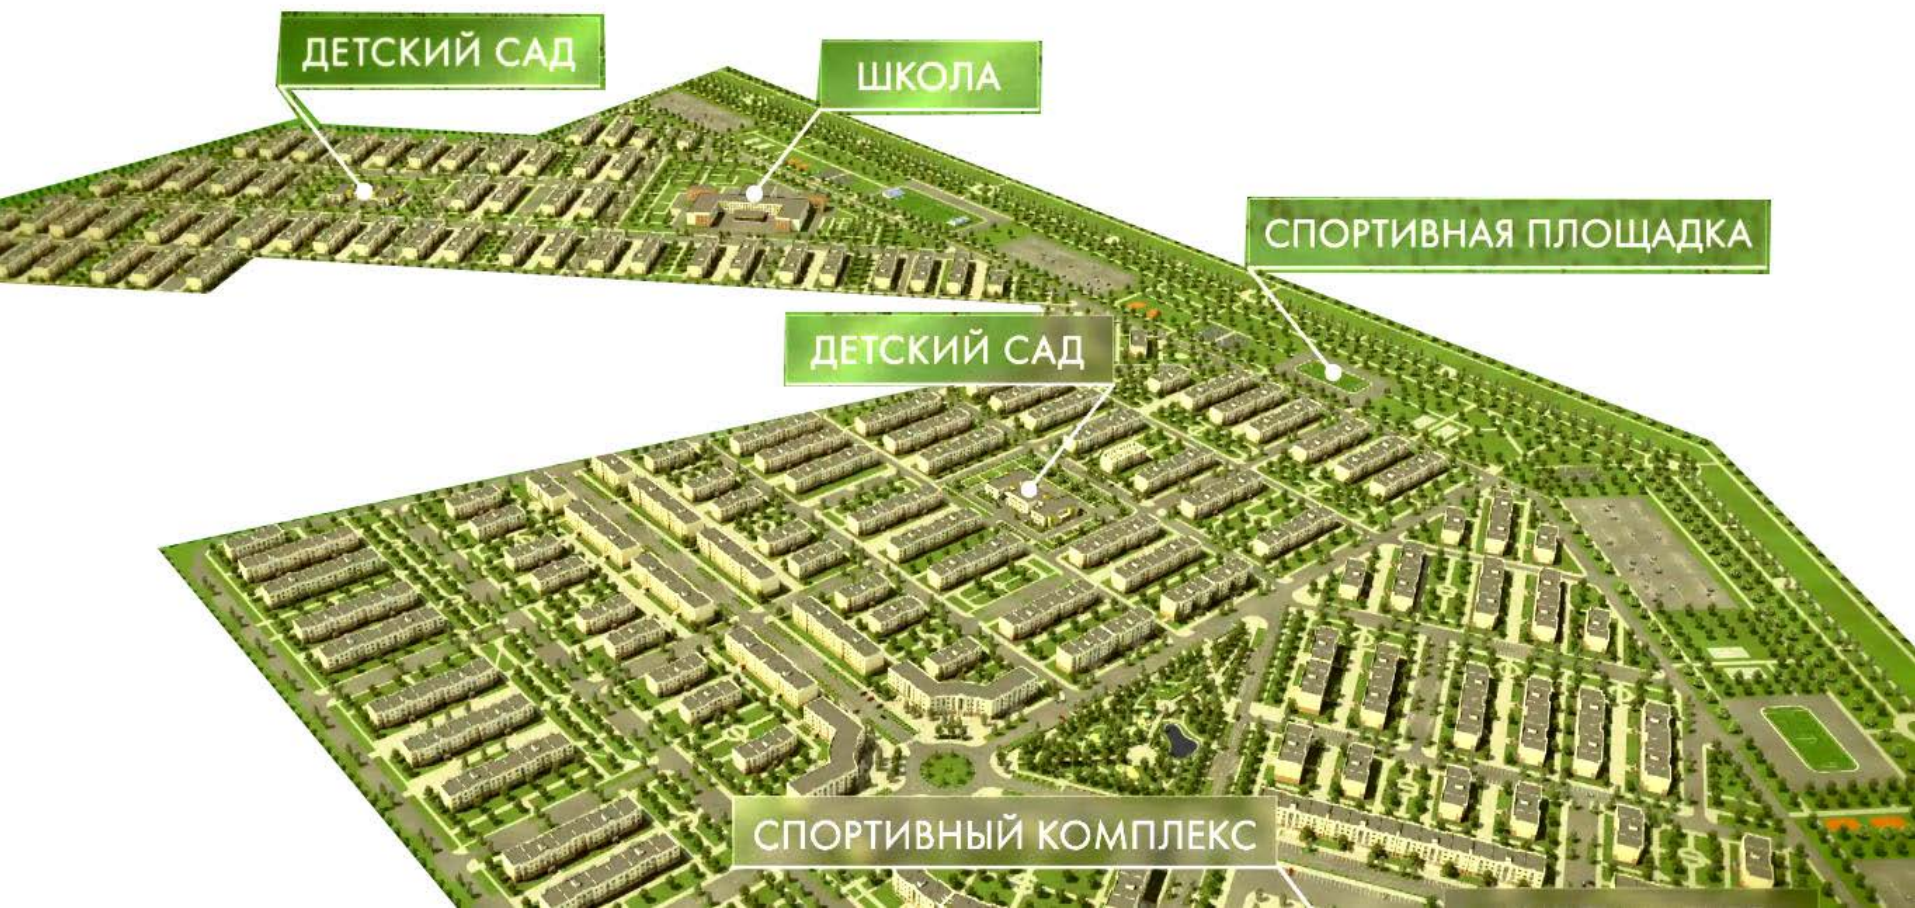 ДЕТСКИЙ САД
ШКОЛА
СПОРТИВНАЯ ПЛОЩАДКА
ДЕТСКИЙ САД
СПОРТИВНЫЙ КОМПЛЕКС